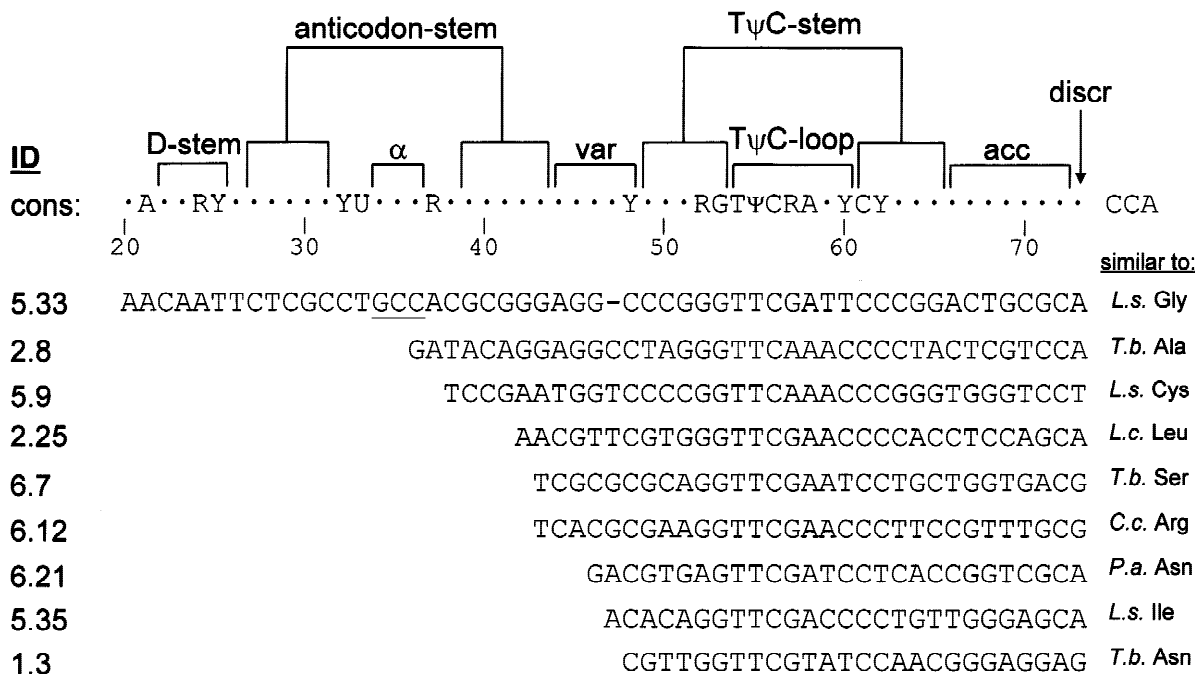 anticodon-stem TψC-stem
discr
ID D-stem α var TψC-loop acc
cons: ·A··RY······YU···R··········Y···RGTΨCRA·YCY··········· CCA
20 30 40 50 60 70
similar to:
5.33 AACAATTCTCGCCTGCCACGCGGGAGG-CCCGGGTTCGATTCCCGGACTGCGCA L.s. Gly
2.8 GATACAGGAGGCCTAGGGTTCAAACCCCTACTCGTCCA T.b. Ala
5.9 TCCGAATGGTCCCCGGTTCAAACCCGGGTGGGTCCT L.s. Cys
2.25 AACGTTCGTGGGTTCGAACCCCACCTCCAGCA L.c. Leu
6.7 TCGCGCGCAGGTTCGAATCCTGCTGGTGACG T.b. Ser
6.12 TCACGCGAAGGTTCGAACCCTTCCGTTTGCG C.c. Arg
6.21 GACGTGAGTTCGATCCTCACCGGTCGCA P.a. Asn
5.35 ACACAGGTTCGACCCCTGTTGGGAGCA L.s. Ile
1.3 CGTTGGTTCGTATCCAACGGGAGGAG T.b. Asn